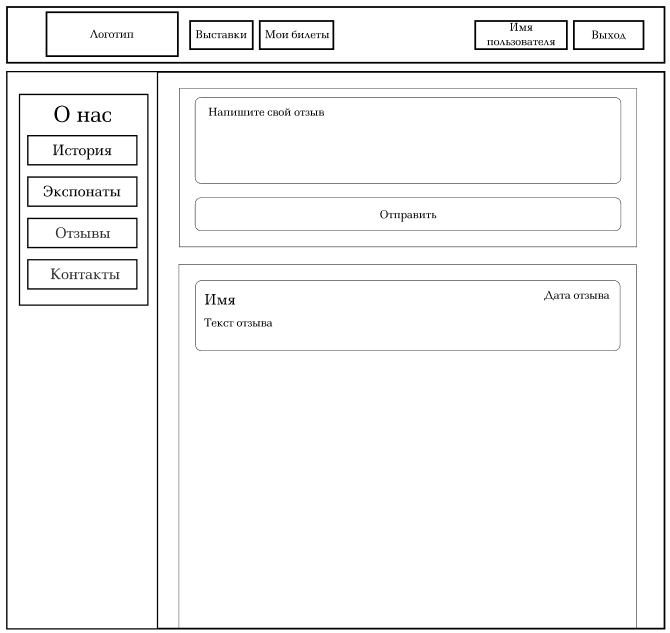 Логотип
Выставки
Мои билеты
Имя
пользователя
Выход
О нас
История
Экспонаты
Отзывы
Контакты
Напишите свой отзыв
Отправить
Имя
Дата отзыва
Текст отзыва